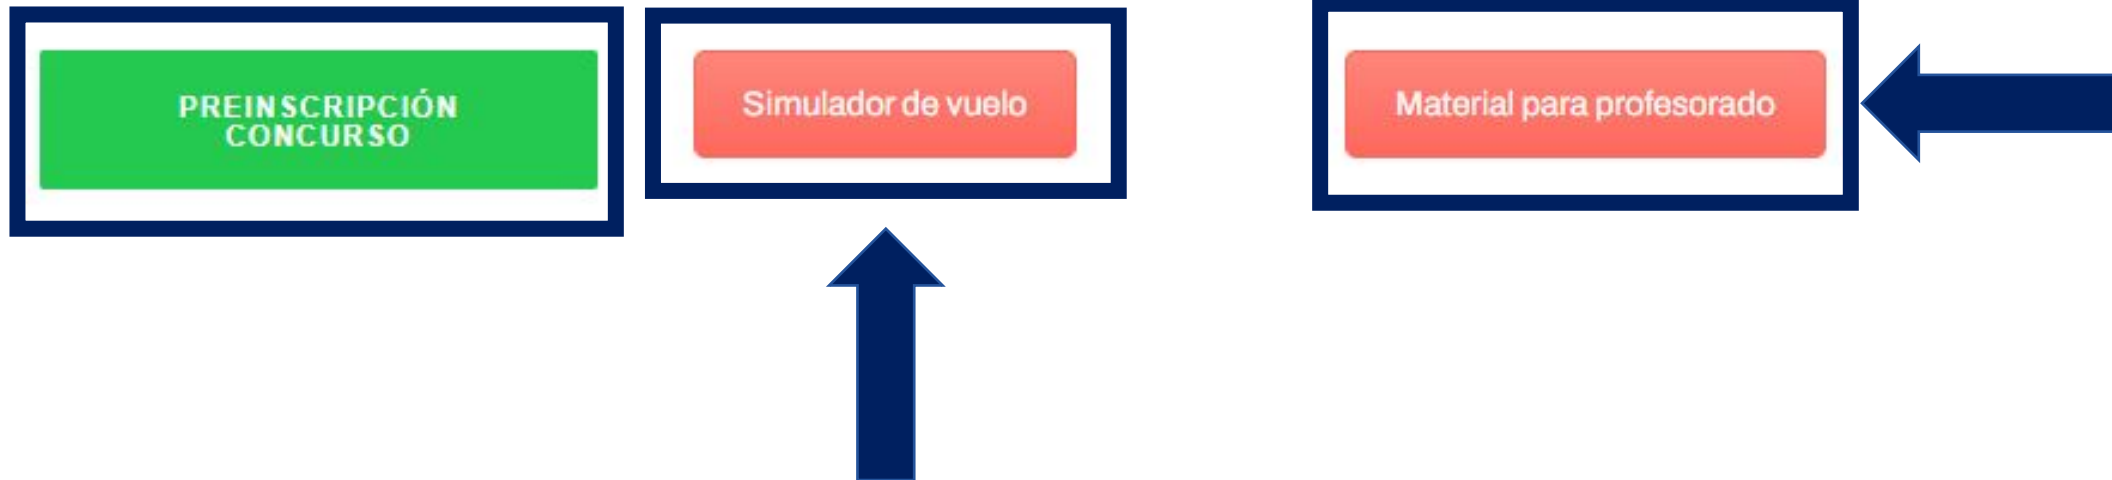 PREINSCRIPCIÓN
CONCURSO
Simulador de vuelo
Material para profesorado